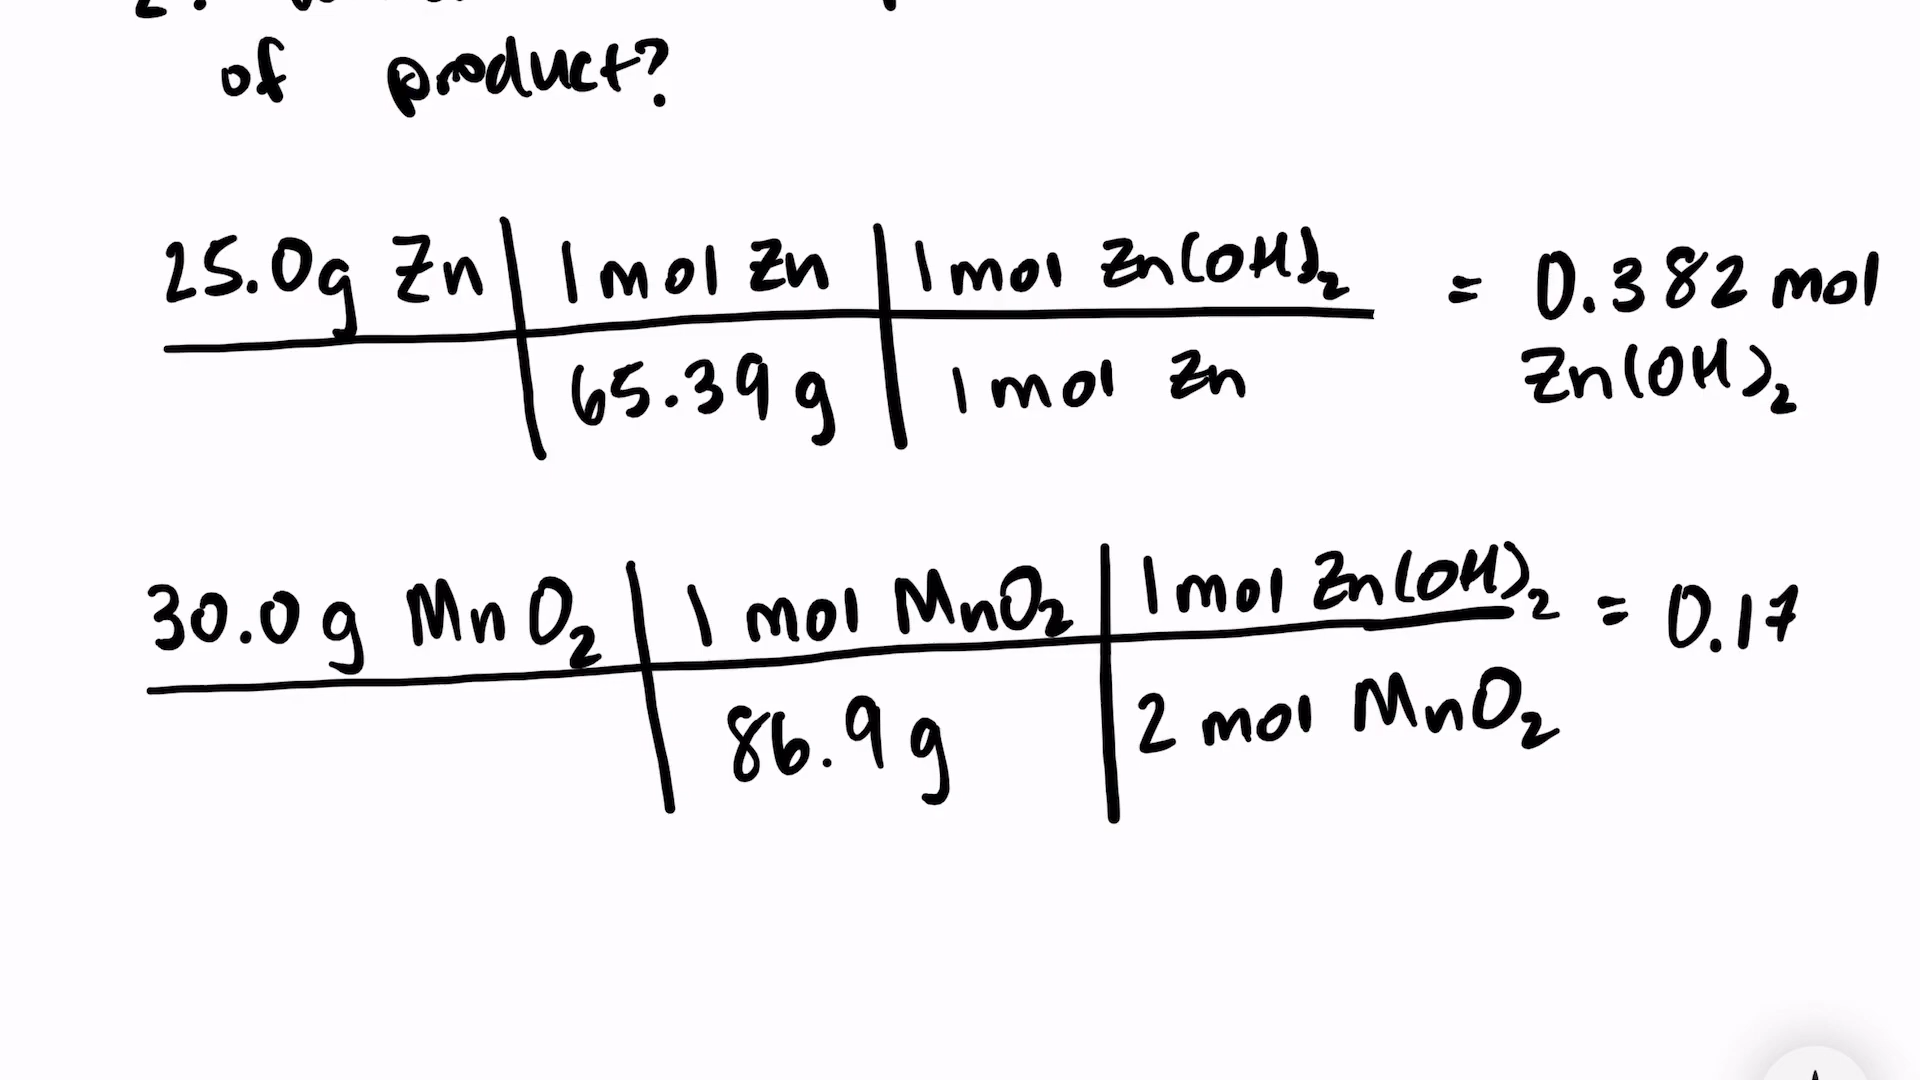 of product?
25.0g Zn | 1 mol Zn | 1 mol Zn(OH)₂ = 0.382 mol
65.39 g | 1 mol Zn Zn(OH)₂
30.0g MnO₂ | 1 mol MnO₂ | 1 mol Zn(OH)₂ = 0.17
86.9 g | 2 mol MnO₂